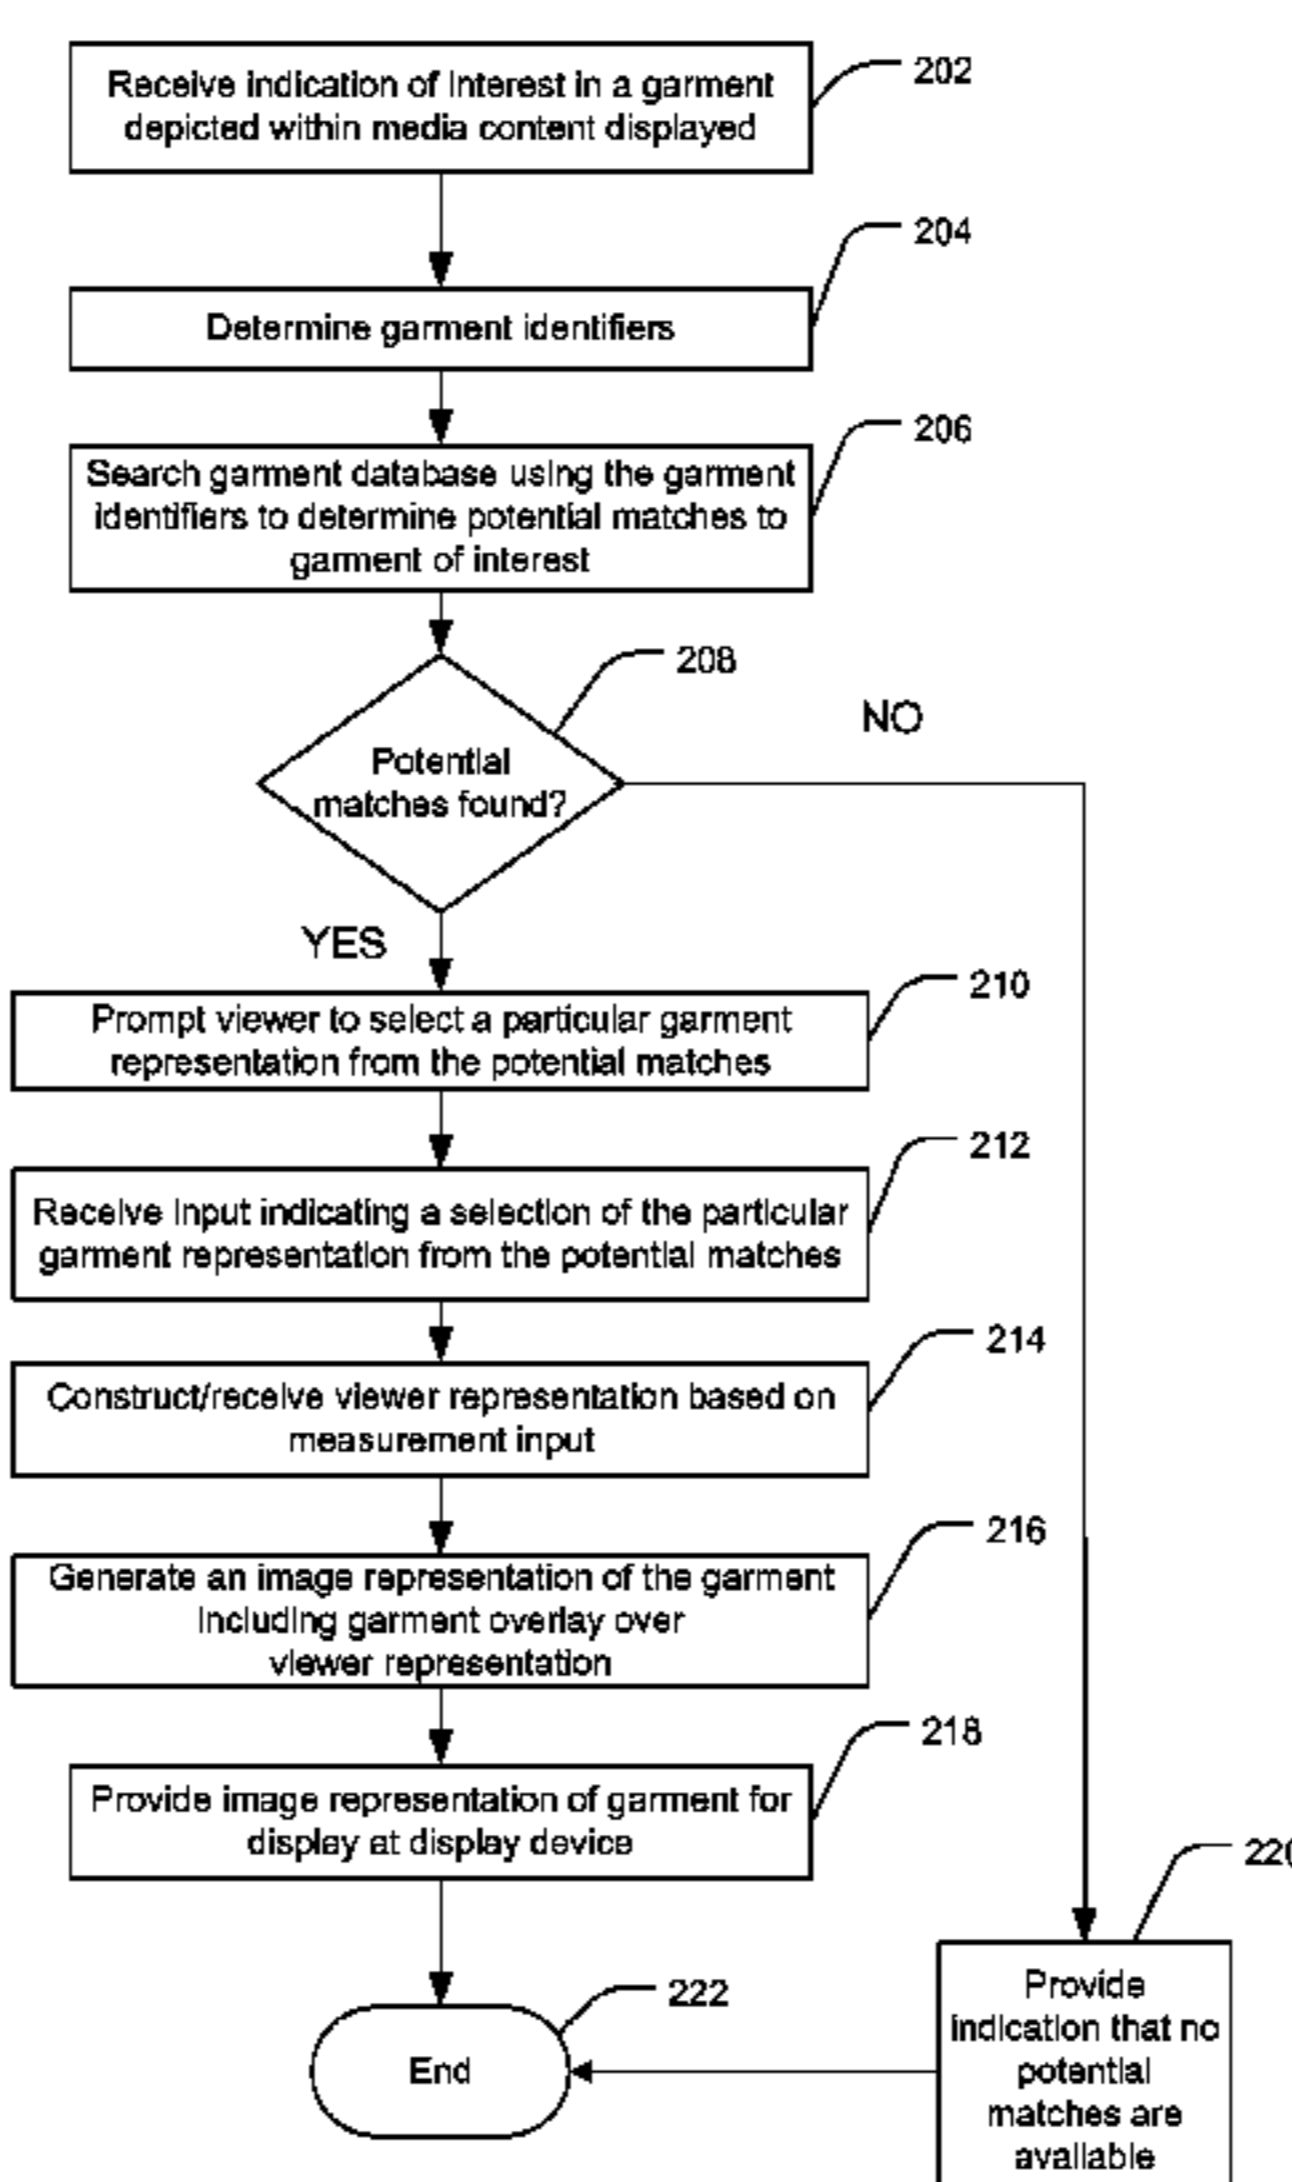 Receive indication of interest in a garment
depicted within media content displayed
202
204
Determine garment identifiers
206
Search garment database using the garment
identifiers to determine potential matches to
garment of interest
208
NO
Potential
matches found?
YES
210
Prompt viewer to select a particular garment
representation from the potential matches
212
Receive input indicating a selection of the particular
garment representation from the potential matches
214
Construct/receive viewer representation based on
measurement input
216
Generate an image representation of the garment
including garment overlay over
viewer representation
218
Provide image representation of garment for
display at display device
220
222
End
Provide
indication that no
potential
matches are
available